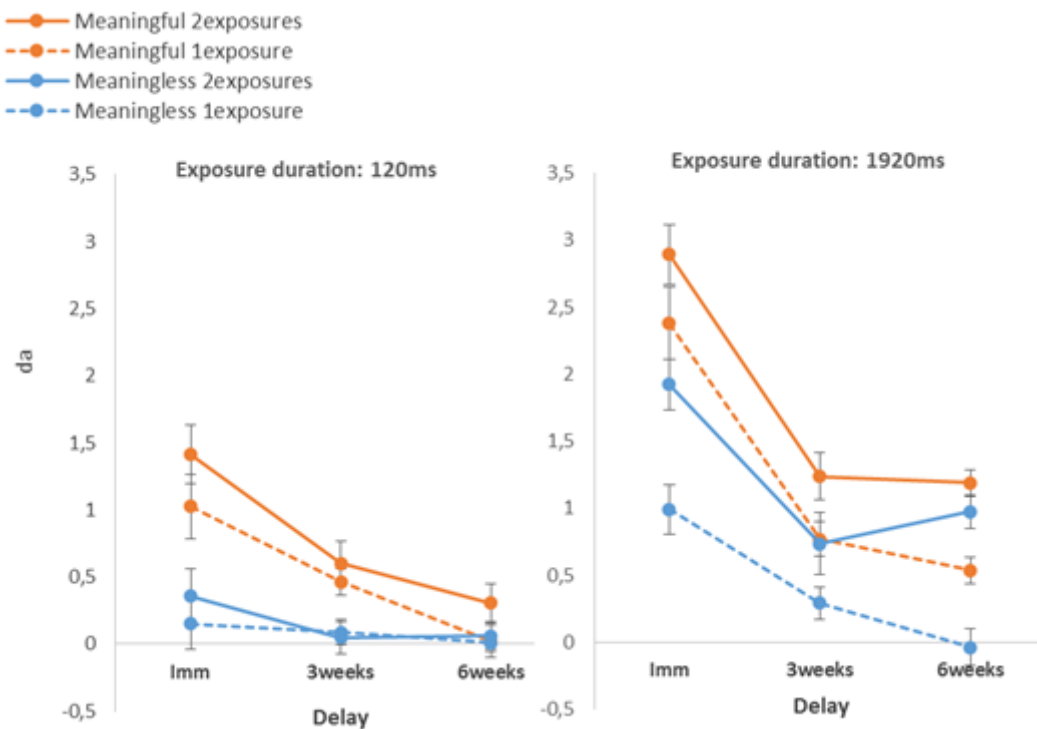 Meaningful 2exposures
Meaningful 1exposure
Meaningless 2exposures
Meaningless 1exposure
Exposure duration: 120ms
3,5
3
2,5
2
1,5
1
0,5
0
-0,5
da
Imm 3weeks 6weeks
Delay
Exposure duration: 1920ms
3,5
3
2,5
2
1,5
1
0,5
0
-0,5
Imm 3weeks 6weeks
Delay